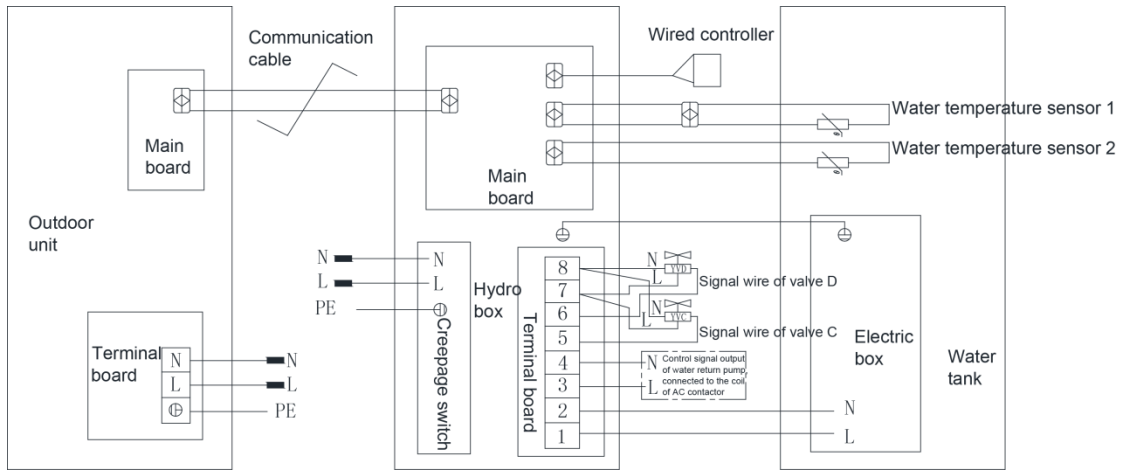 Communication
cable
Wired controller
Main
board
Main
board
Water temperature sensor 1
Water temperature sensor 2
Outdoor
unit
N
L
PE
N
L
Creepage switch
Hydro
box
Terminal board
8
7
6
5
4
3
2
1
N
L
YVD
Signal wire of valve D
N
L
YVC
Signal wire of valve C
N
L
Control signal output
of water return pump
connected to the coil
of AC contactor
Electric
box
N
L
Water
tank
Terminal
board
N
L
N
L
PE